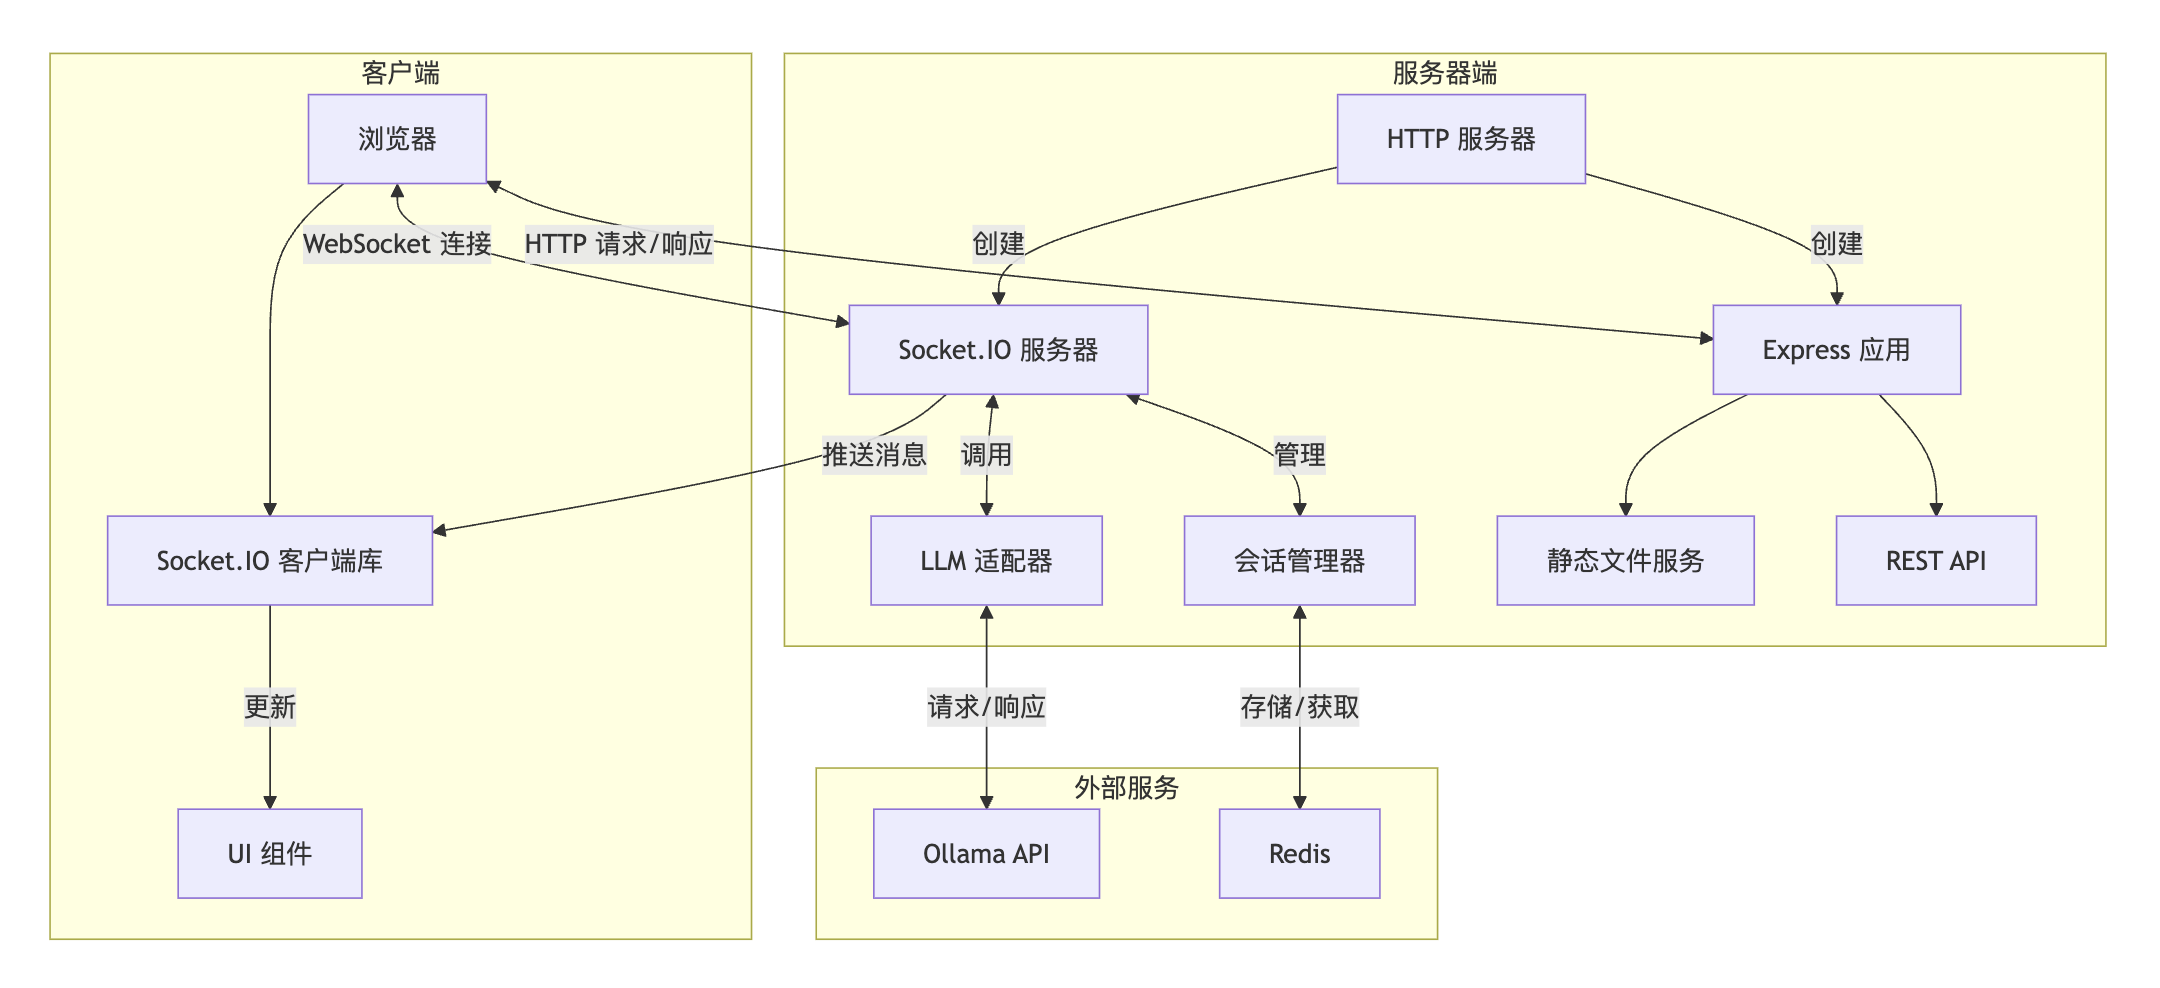 客户端
服务器端
浏览器
HTTP 服务器
WebSocket 连接
HTTP 请求/响应
创建
创建
Socket.IO 服务器
Express 应用
推送消息
调用
管理
Socket.IO 客户端库
LLM 适配器
会话管理器
静态文件服务
REST API
更新
请求/响应
存储/获取
外部服务
UI 组件
Ollama API
Redis